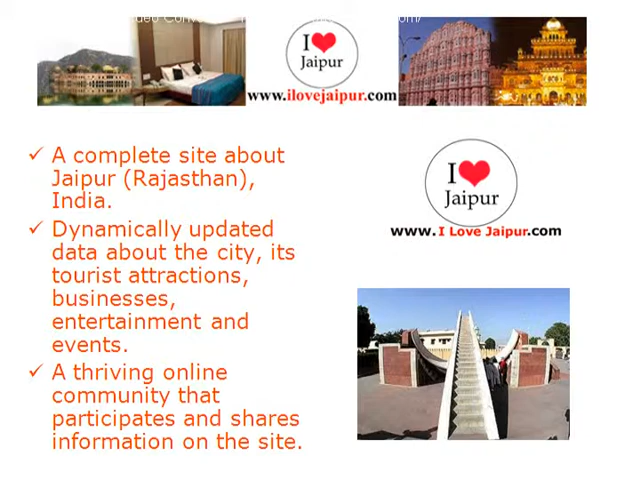 I
Jaipur
www.ilovejaipur.com
I
Jaipur
www.I Love Jaipur.com
A complete site about
Jaipur (Rajasthan),
India.
Dynamically updated
data about the city, its
tourist attractions,
businesses,
entertainment and
events.
A thriving online
community that
participates and shares
information on the site.